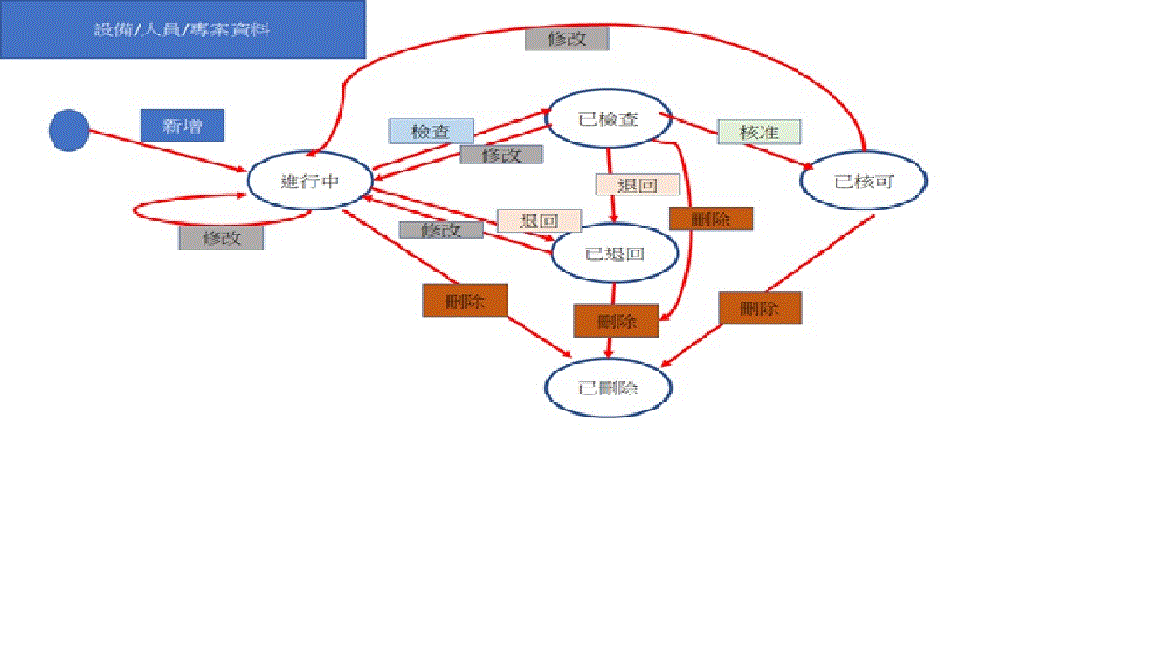 設備/人員/專案資料
修改
新增
檢查
已檢查
核准
修改
進行中
退回
已核可
修改
退回
修改
刪除
已退回
刪除
刪除
刪除
已刪除